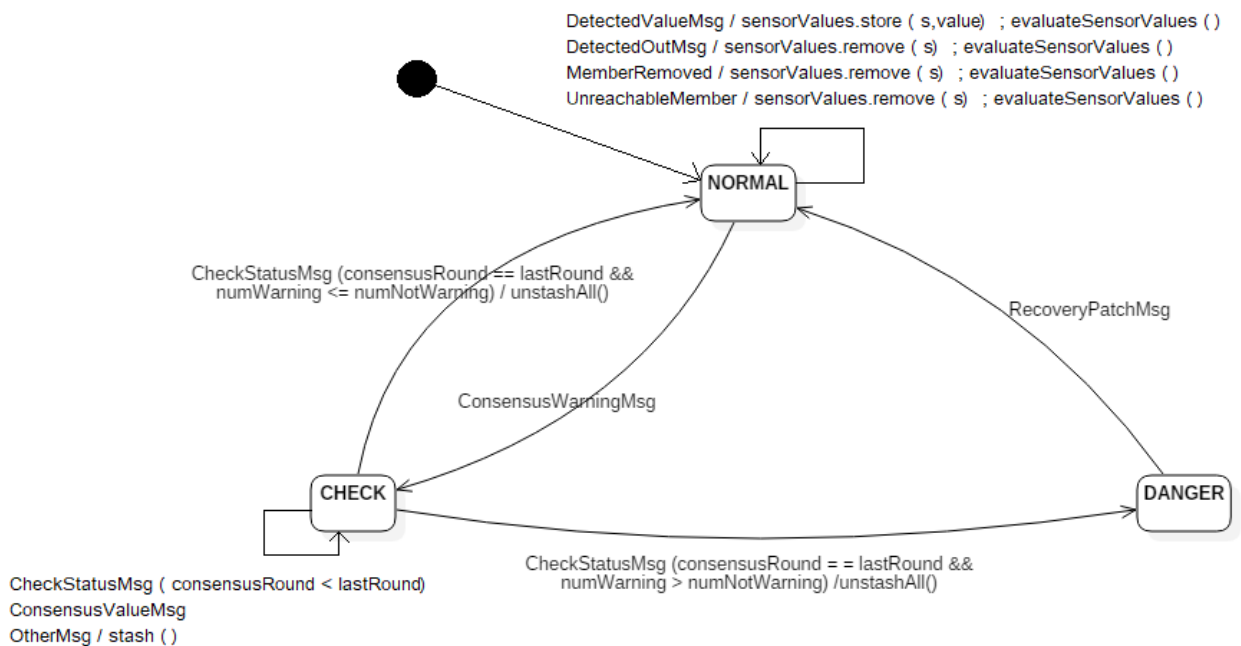 DetectedValueMsg / sensorValues.store ( s,value) ; evaluateSensorValues ( )
DetectedOutMsg / sensorValues.remove ( s) ; evaluateSensorValues ( )
MemberRemoved / sensorValues.remove ( s) ; evaluateSensorValues ( )
UnreachableMember / sensorValues.remove ( s) ; evaluateSensorValues ( )
NORMAL
CheckStatusMsg (consensusRound == lastRound &&
numWarning <= numNotWarning) / unstashAll()
RecoveryPatchMsg
ConsensusWarningMsg
CHECK
DANGER
CheckStatusMsg (consensusRound = = lastRound &&
numWarning > numNotWarning) /unstashAll()
CheckStatusMsg ( consensusRound < lastRound)
ConsensusValueMsg
OtherMsg / stash ( )